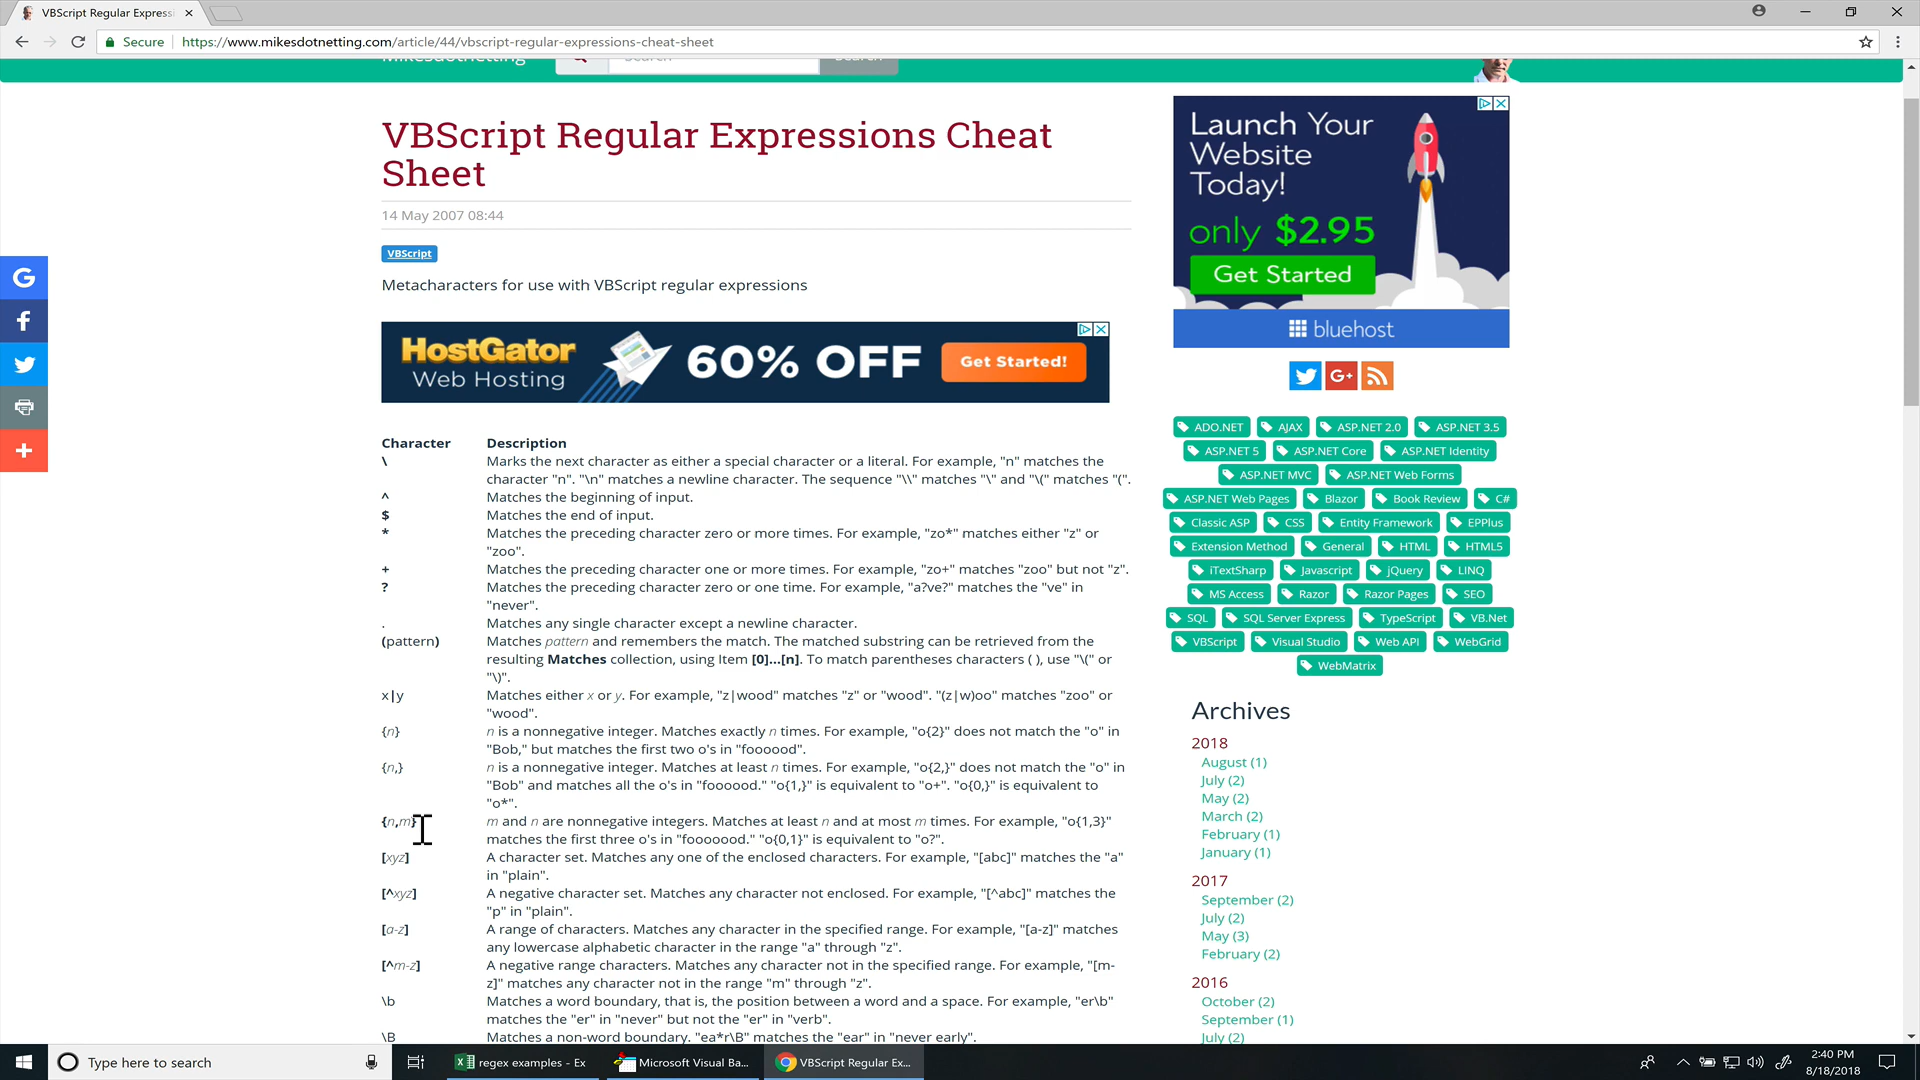 VBScript Regular Express
Secure
https://www.mikesdotnetting.com/article/44/vbscript-regular-expressions-cheat-sheet
Mikesdotnetting
Search
Search
VBScript Regular Expressions Cheat
Sheet
14 May 2007 08:44
VBScript
Metacharacters for use with VBScript regular expressions
HostGator
Web Hosting
60% OFF
Get Started!
Character Description
\ Marks the next character as either a special character or a literal. For example, "n" matches the
character "n". "\n" matches a newline character. The sequence "\\" matches "\" and "\(" matches "(".
^ Matches the beginning of input.
$ Matches the end of input.
* Matches the preceding character zero or more times. For example, "zo*" matches either "z" or
"zoo".
+ Matches the preceding character one or more times. For example, "zo+" matches "zoo" but not "z".
? Matches the preceding character zero or one time. For example, "a?ve?" matches the "ve" in
"never".
. Matches any single character except a newline character.
(pattern) Matches pattern and remembers the match. The matched substring can be retrieved from the
resulting Matches collection, using Item [0]...[n]. To match parentheses characters ( ), use "\(" or
"\)".
x|y Matches either x or y. For example, "z|wood" matches "z" or "wood". "(z|w)oo" matches "zoo" or
"wood".
{n} n is a nonnegative integer. Matches exactly n times. For example, "o{2}" does not match the "o" in
"Bob," but matches the first two o's in "foooood".
{n,} n is a nonnegative integer. Matches at least n times. For example, "o{2,}" does not match the "o" in
"Bob" and matches all the o's in "foooood." "o{1,}" is equivalent to "o+". "o{0,}" is equivalent to
"o*".
{n,m} m and n are nonnegative integers. Matches at least n and at most m times. For example, "o{1,3}"
matches the first three o's in "fooooood." "o{0,1}" is equivalent to "o?".
[xyz] A character set. Matches any one of the enclosed characters. For example, "[abc]" matches the "a"
in "plain".
[^xyz] A negative character set. Matches any character not enclosed. For example, "[^abc]" matches the
"p" in "plain".
[a-z] A range of characters. Matches any character in the specified range. For example, "[a-z]" matches
any lowercase alphabetic character in the range "a" through "z".
[^m-z] A negative range characters. Matches any character not in the specified range. For example, "[m-
z]" matches any character not in the range "m" through "z".
\b Matches a word boundary, that is, the position between a word and a space. For example, "er\b"
matches the "er" in "never" but not the "er" in "verb".
\B Matches a non-word boundary. "ea*r\B" matches the "ear" in "never early".
Launch Your
Website
Today!
only $2.95
Get Started
bluehost
G+
ADO.NET AJAX ASP.NET 2.0 ASP.NET 3.5
ASP.NET 5 ASP.NET Core ASP.NET Identity
ASP.NET MVC ASP.NET Web Forms
ASP.NET Web Pages Blazor Book Review C#
Classic ASP CSS Entity Framework EPPlus
Extension Method General HTML HTML5
iTextSharp Javascript jQuery LINQ
MS Access Razor Razor Pages SEO
SQL SQL Server Express TypeScript VB.Net
VBScript Visual Studio Web API WebGrid
WebMatrix
Archives
2018
August (1)
July (2)
May (2)
March (2)
February (1)
January (1)
2017
September (2)
July (2)
May (3)
February (2)
2016
October (2)
September (1)
July (2)
Type here to search
regex examples - Ex
Microsoft Visual Ba...
VBScript Regular Ex...
2:40 PM
8/18/2018